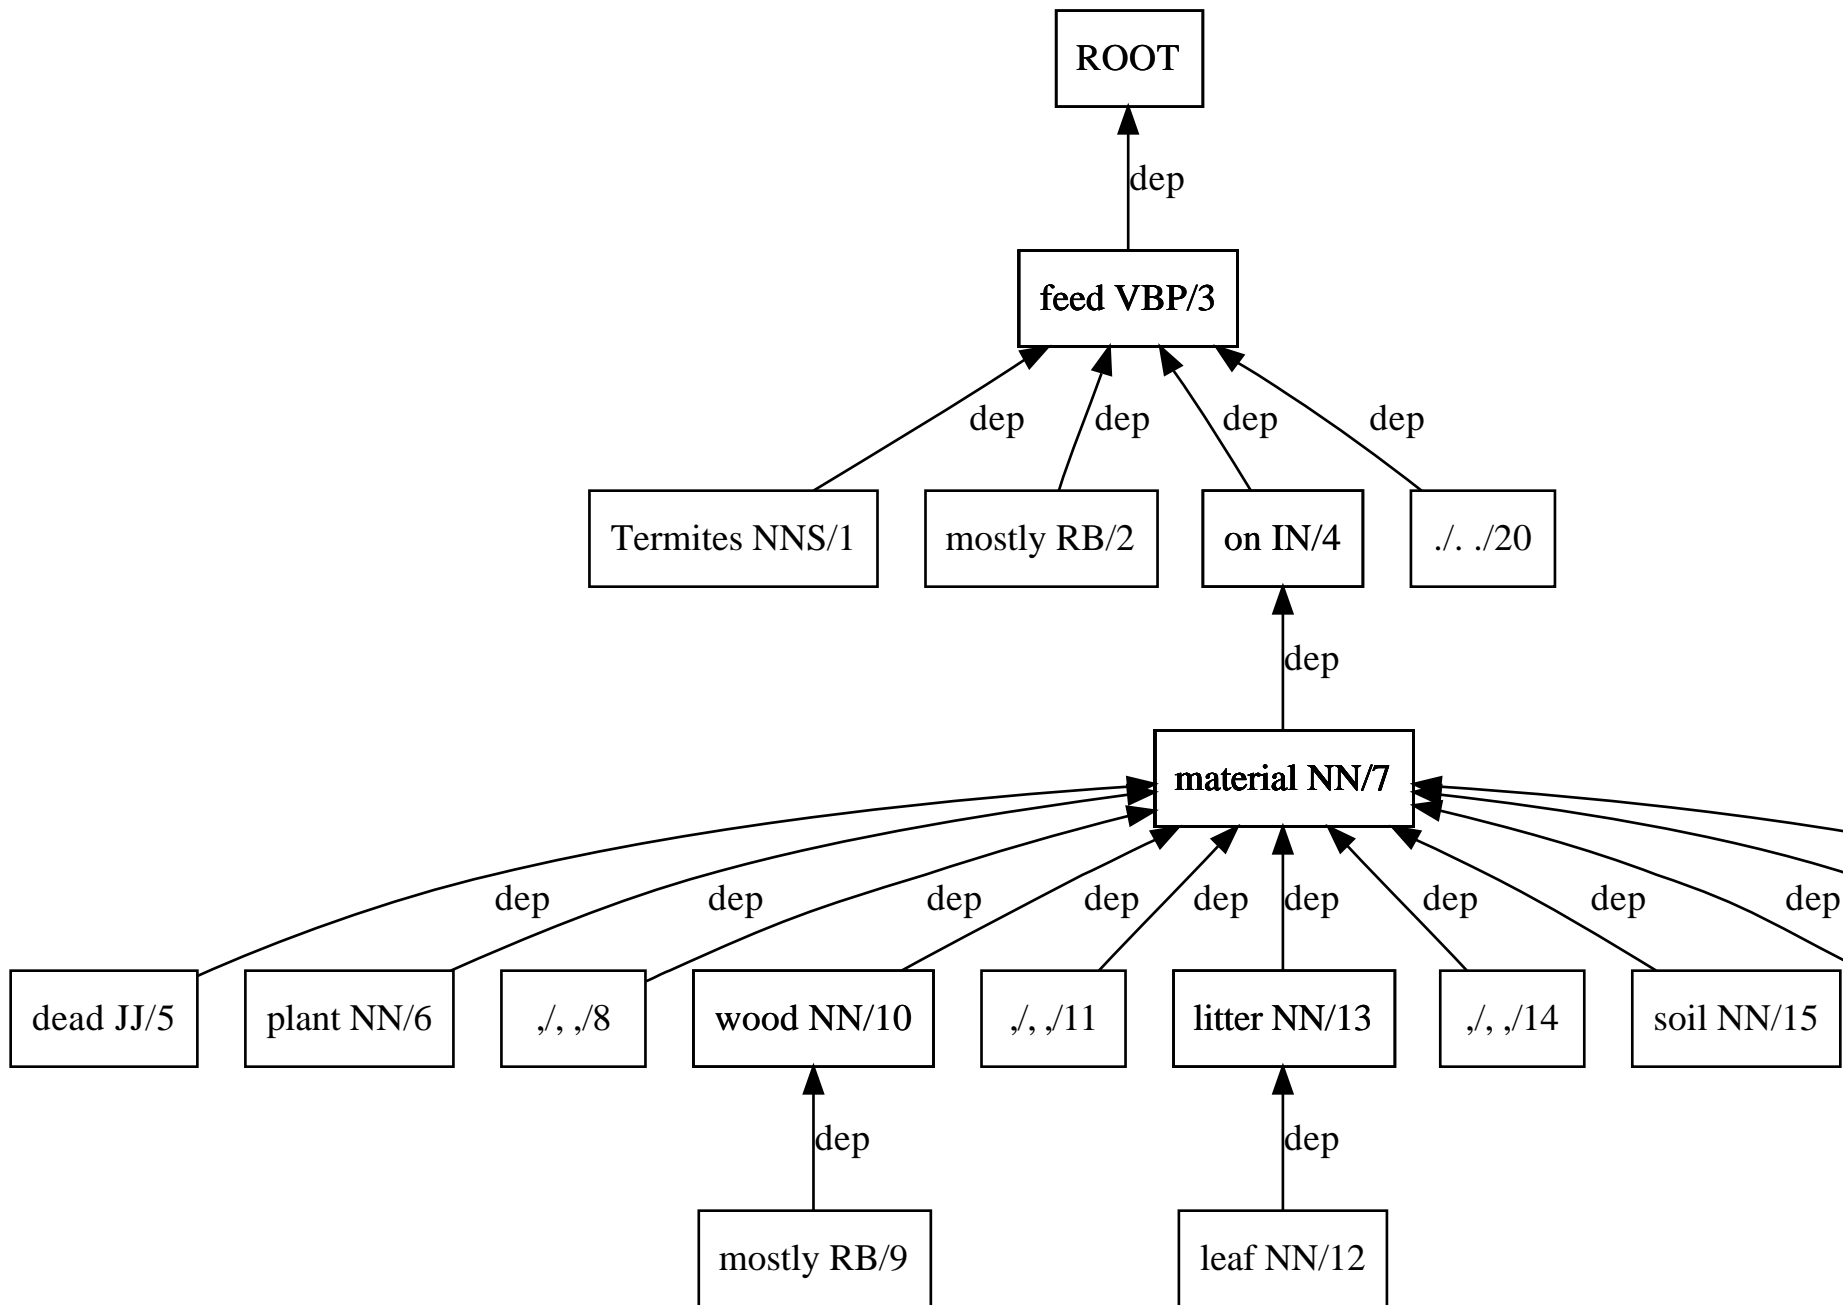 ROOT
dep
feed VBP/3
dep dep dep dep
Termites NNS/1 mostly RB/2 on IN/4 ./. ./20
dep
material NN/7
dep dep dep dep dep dep dep dep dep
dead JJ/5 plant NN/6 ,/, ,/8 wood NN/10 ,/, ,/11 litter NN/13 ,/, ,/14 soil NN/15
dep dep
mostly RB/9 leaf NN/12